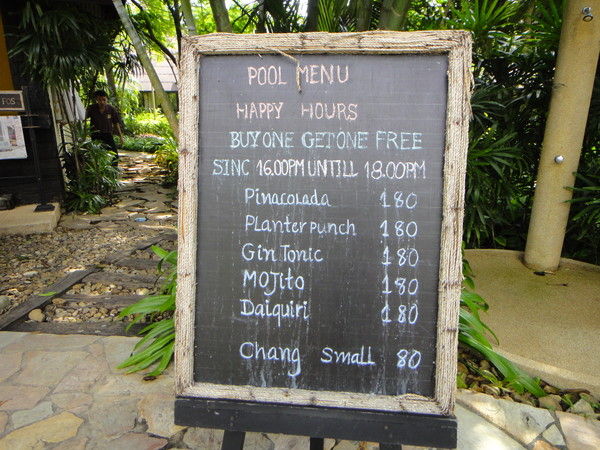 POOL MENU
HAPPY HOURS
BUY ONE GET ONE FREE
SINC 16.00PM UNTILL 18.00PM
Pinacolada 180
Planter punch 180
Gin Tonic 180
MOJito 180
Daiquiri 180
Chang small 80
FOS